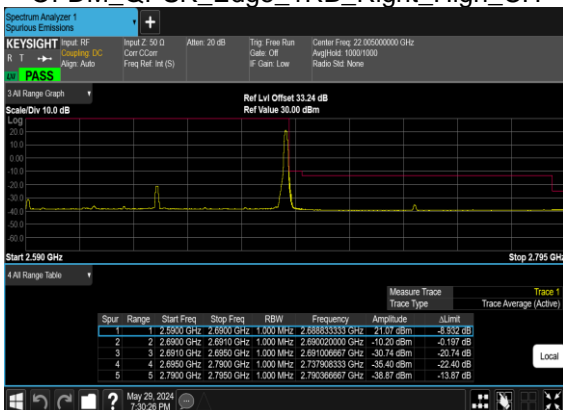 Spectrum Analyzer 1
Spurious Emissions
KEYSIGHT Input: RF Input Z: 50 Ω Atten: 20 dB Trig: Free Run Center Freq: 22.005000000 GHz
R T Coupling: DC Corr CCorr Gate: Off Avg|Hold: 1000/1000
Align: Auto Freq Ref: Int (S) IF Gain: Low Radio Std: None
PASS
3 All Range Graph
Scale/Div 10.0 dB Ref Lvl Offset 33.24 dB
Ref Value 30.00 dBm
Log
20.0
10.0
0.00
-10.0
-20.0
-30.0
-40.0
-50.0
-60.0
Start 2.590 GHz Stop 2.795 GHz
4 All Range Table
Measure Trace Trace 1
Trace Type Trace Average (Active)
Spur Range Start Freq Stop Freq RBW Frequency Amplitude ΔLimit
1 1 2.5900 GHz 2.6900 GHz 1.000 MHz 2.688833333 GHz 21.07 dBm -8.932 dB
2 2 2.6900 GHz 2.6910 GHz 1.000 MHz 2.690020000 GHz -10.20 dBm -0.197 dB
3 3 2.6910 GHz 2.6950 GHz 1.000 MHz 2.691006667 GHz -30.74 dBm -20.74 dB
4 4 2.6950 GHz 2.7900 GHz 1.000 MHz 2.737908333 GHz -35.40 dBm -22.40 dB
5 5 2.7900 GHz 2.7950 GHz 1.000 MHz 2.790366667 GHz -38.87 dBm -13.87 dB
Local
May 29, 2024
7:30:26 PM